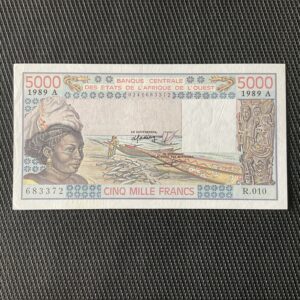 5000 BANQUE CENTRALE 5000
1989 A DES ETATS DE L'AFRIQUE DE L'OUEST 1989 A
683372 CINQ MILLE FRANCS R.010